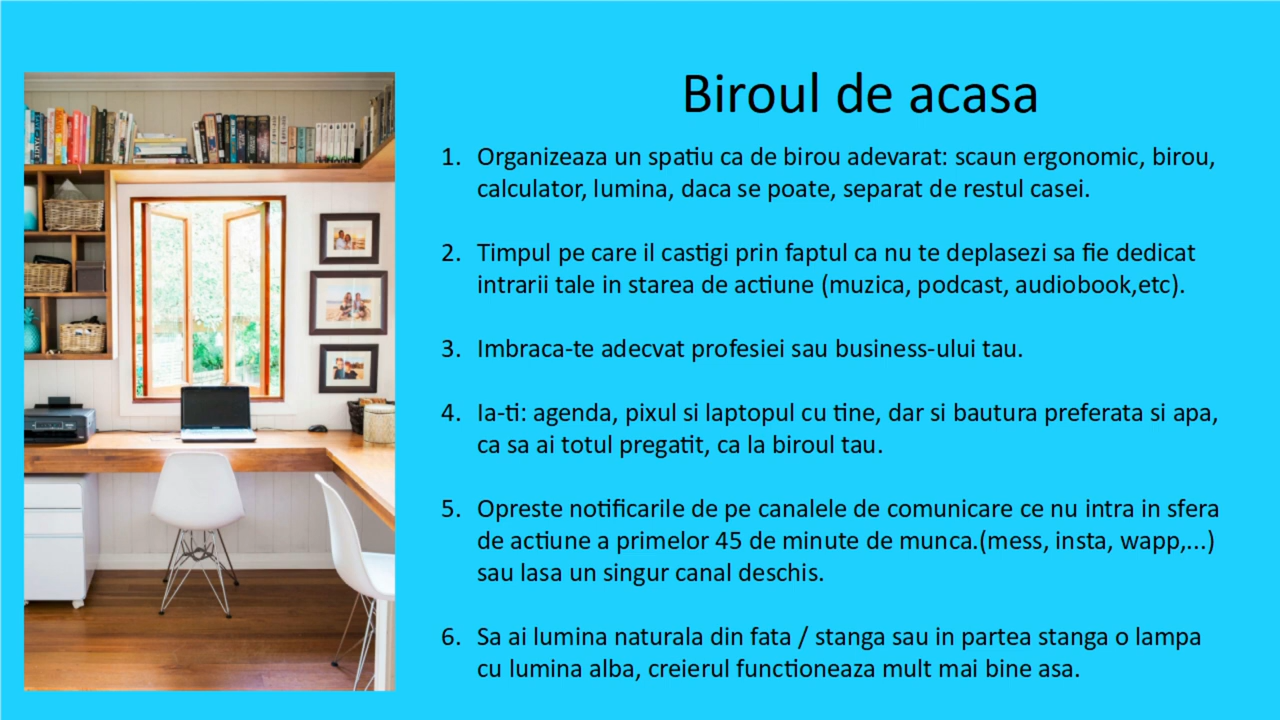 Biroul de acasa
1. Organizeaza un spatiu ca de birou adevarat: scaun ergonomic, birou,
calculator, lumina, daca se poate, separat de restul casei.
2. Timpul pe care il castigi prin faptul ca nu te deplasezi sa fie dedicat
intrarii tale in starea de actiune (muzica, podcast, audiobook,etc).
3. Imbraca-te adecvat profesiei sau business-ului tau.
4. Ia-ti: agenda, pixul si laptopul cu tine, dar si bautura preferata si apa,
ca sa ai totul pregatit, ca la biroul tau.
5. Opreste notificarile de pe canalele de comunicare ce nu intra in sfera
de actiune a primelor 45 de minute de munca.(mess, insta, wapp,...)
sau lasa un singur canal deschis.
6. Sa ai lumina naturala din fata / stanga sau in partea stanga o lampa
cu lumina alba, creierul functioneaza mult mai bine asa.